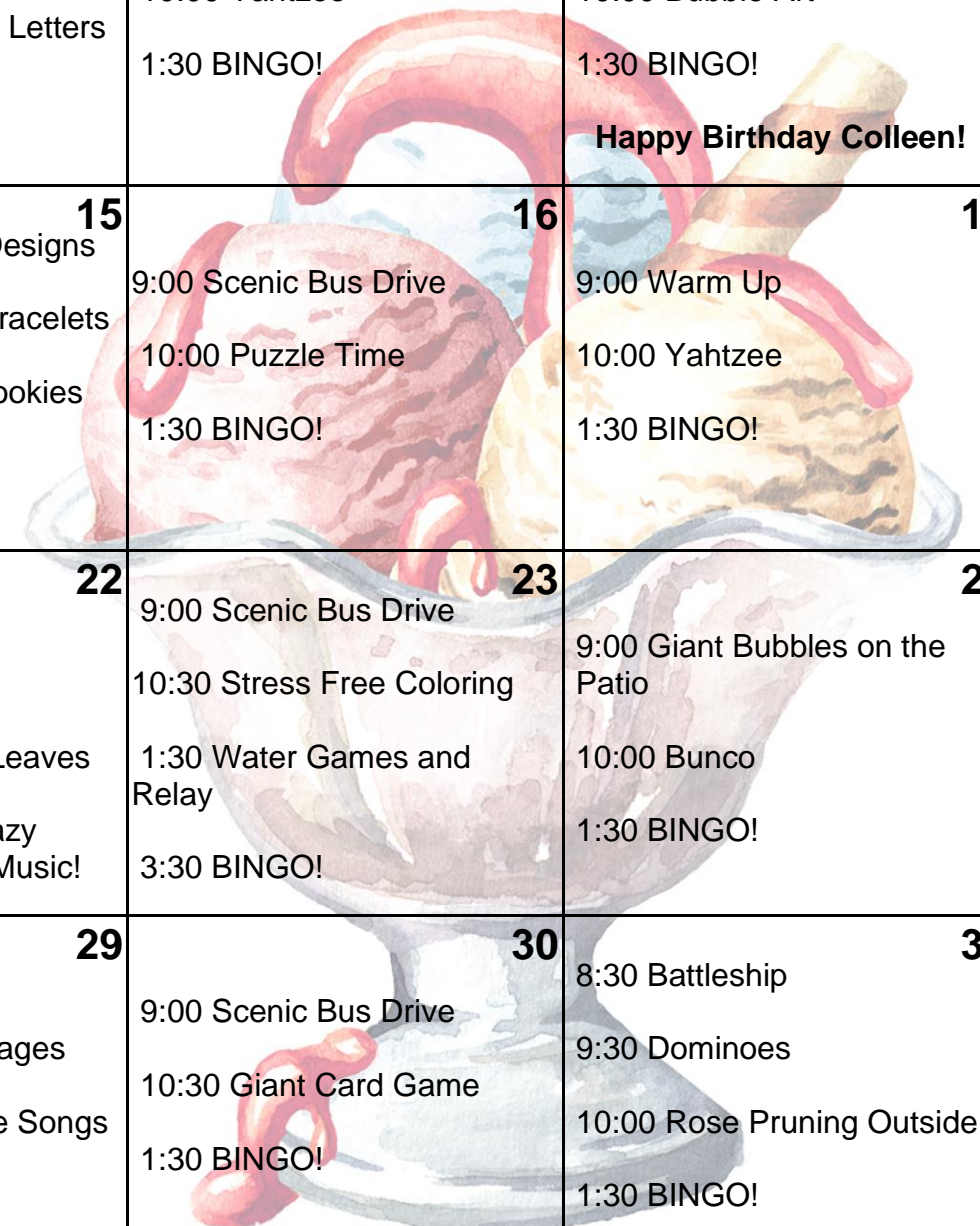 Letters
1:30 BINGO!
1:30 BINGO!
Happy Birthday Colleen!
15
Designs
racelets
ookies
16
9:00 Scenic Bus Drive
10:00 Puzzle Time
1:30 BINGO!
1
9:00 Warm Up
10:00 Yahtzee
1:30 BINGO!
22
Leaves
azy
Music!
23
9:00 Scenic Bus Drive
10:30 Stress Free Coloring
1:30 Water Games and
Relay
3:30 BINGO!
2
9:00 Giant Bubbles on the
Patio
10:00 Bunco
1:30 BINGO!
29
ages
e Songs
30
9:00 Scenic Bus Drive
10:30 Giant Card Game
1:30 BINGO!
3
8:30 Battleship
9:30 Dominoes
10:00 Rose Pruning Outside
1:30 BINGO!